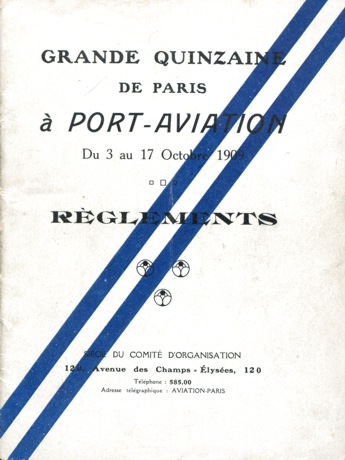 GRANDE QUINZAINE
DE PARIS
à PORT-AVIATION
Du 3 au 17 Octobre 1909
RÈGLEMENTS
SIÈGE DU COMITÉ D'ORGANISATION
120, Avenue des Champs-Élysées, 120
Téléphone : 585.00
Adresse télégraphique : AVIATION-PARIS